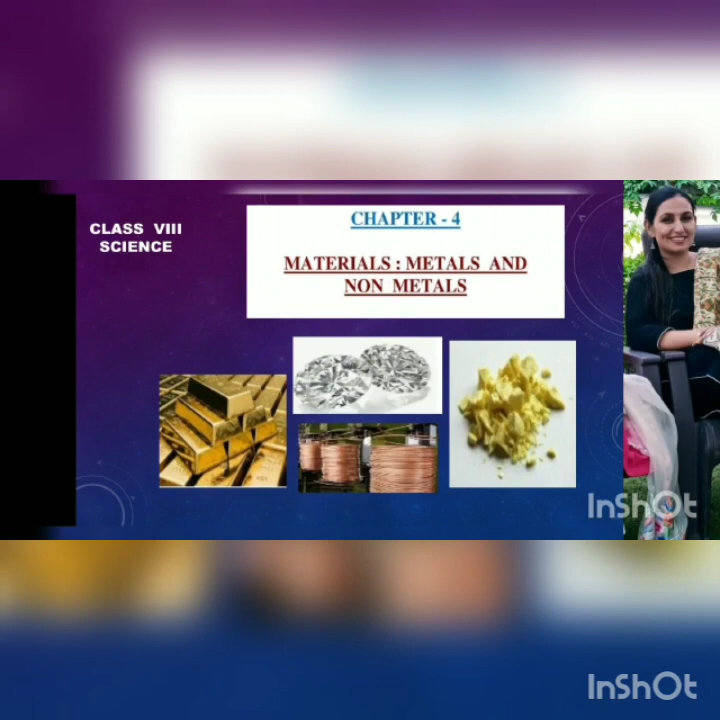 CLASS VIII
SCIENCE
CHAPTER - 4
MATERIALS : METALS AND
NON METALS
InShOt
InShOt